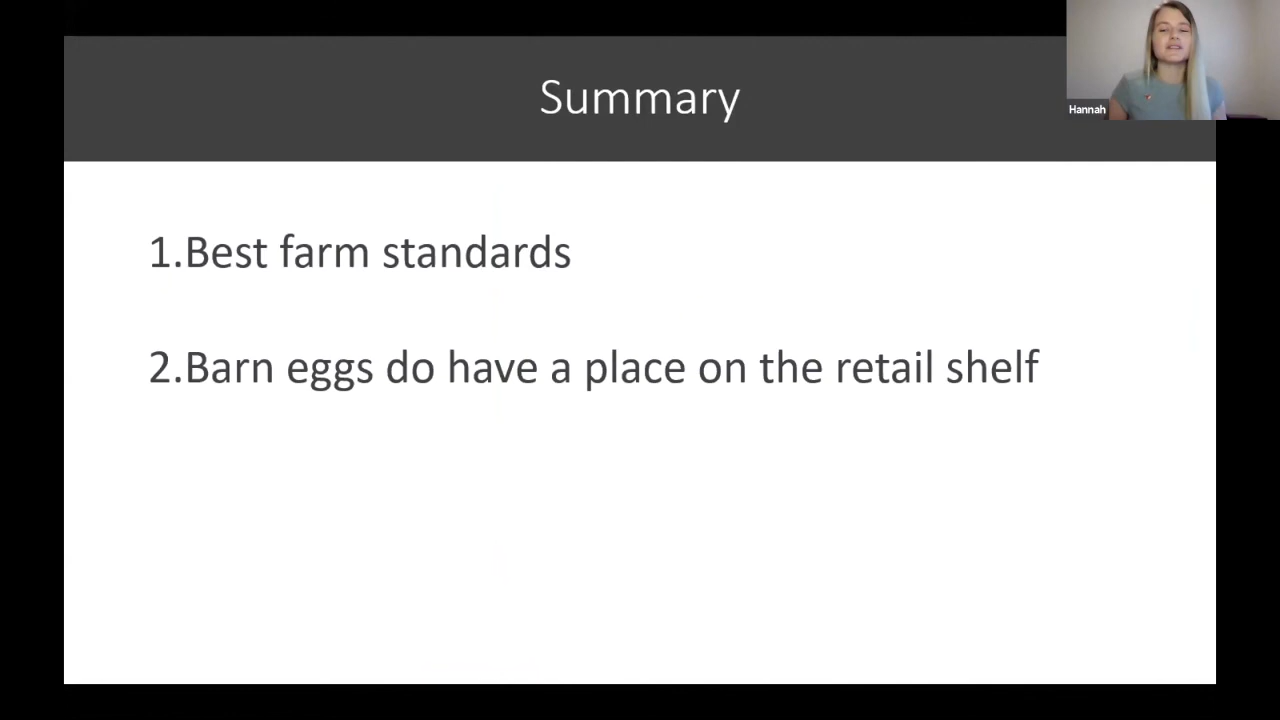 Summary
Hannah
1.Best farm standards
2.Barn eggs do have a place on the retail shelf